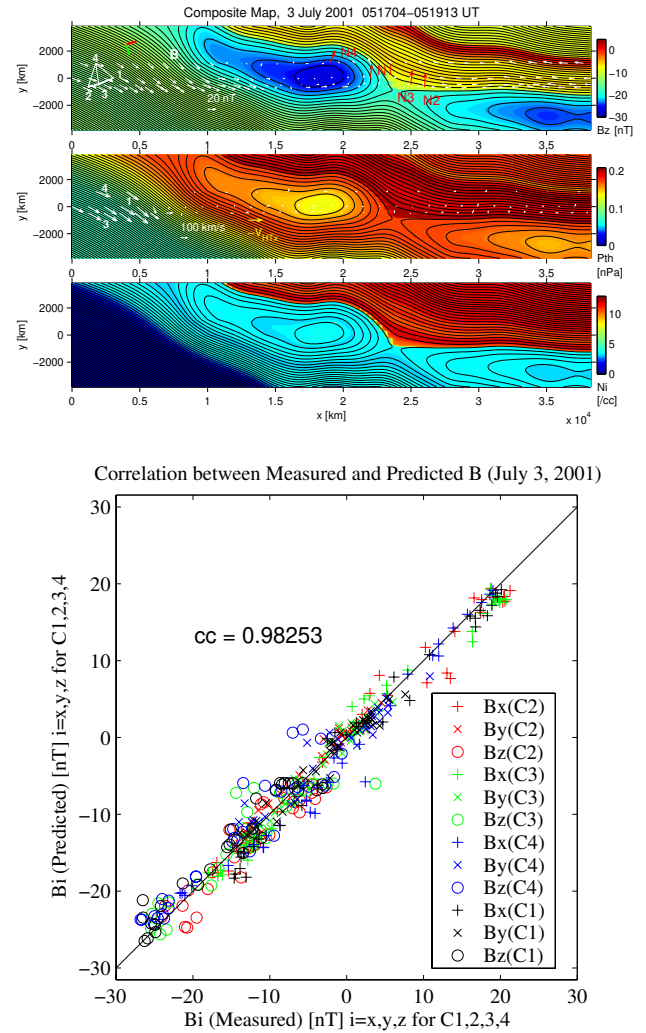 Composite Map, 3 July 2001 051704-051913 UT
y [km]
2000
0
-2000
4
1
2
3
B
20 nT
N4
N1
N3
N2
0
0.5
1
1.5
2
2.5
3
3.5
0
-10
-20
-30
Bz [nT]
y [km]
2000
0
-2000
4
1
3
100 km/s
0
0.5
1
1.5
2
2.5
3
3.5
0.2
0.1
0
Pth
[nPa]
y [km]
2000
0
-2000
0
0.5
1
1.5
2
2.5
3
3.5
x [km]
x 10^4
10
5
0
Ni
[/cc]
Correlation between Measured and Predicted B (July 3, 2001)
Bi (Predicted) [nT] i=x,y,z for C1,2,3,4
30
20
10
0
−10
−20
−30
cc = 0.98253
Bx(C2)
By(C2)
Bz(C2)
Bx(C3)
By(C3)
Bz(C3)
Bx(C4)
By(C4)
Bz(C4)
Bx(C1)
By(C1)
Bz(C1)
−30 −20 −10 0 10 20 30
Bi (Measured) [nT] i=x,y,z for C1,2,3,4